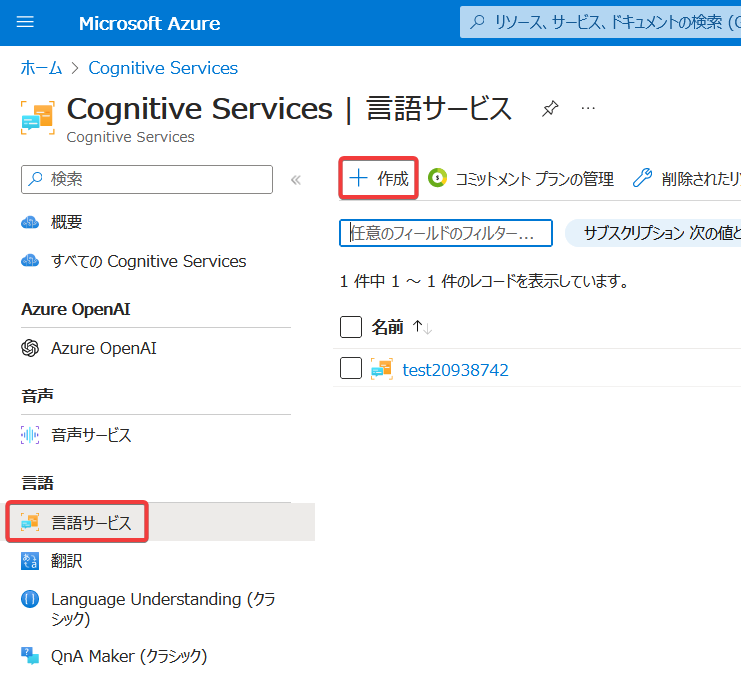 Microsoft Azure
リソース、サービス、ドキュメントの検索 (G
ホーム > Cognitive Services
Cognitive Services | 言語サービス
Cognitive Services
検索
概要
すべての Cognitive Services
Azure OpenAI
Azure OpenAI
音声
音声サービス
言語
言語サービス
翻訳
Language Understanding (クラ
シック)
QnA Maker (クラシック)
作成
コミットメント プランの管理
削除されたリ
任意のフィールドのフィルター...
サブスクリプション 次の値と
1 件中 1 ～ 1 件のレコードを表示しています。
名前
test20938742